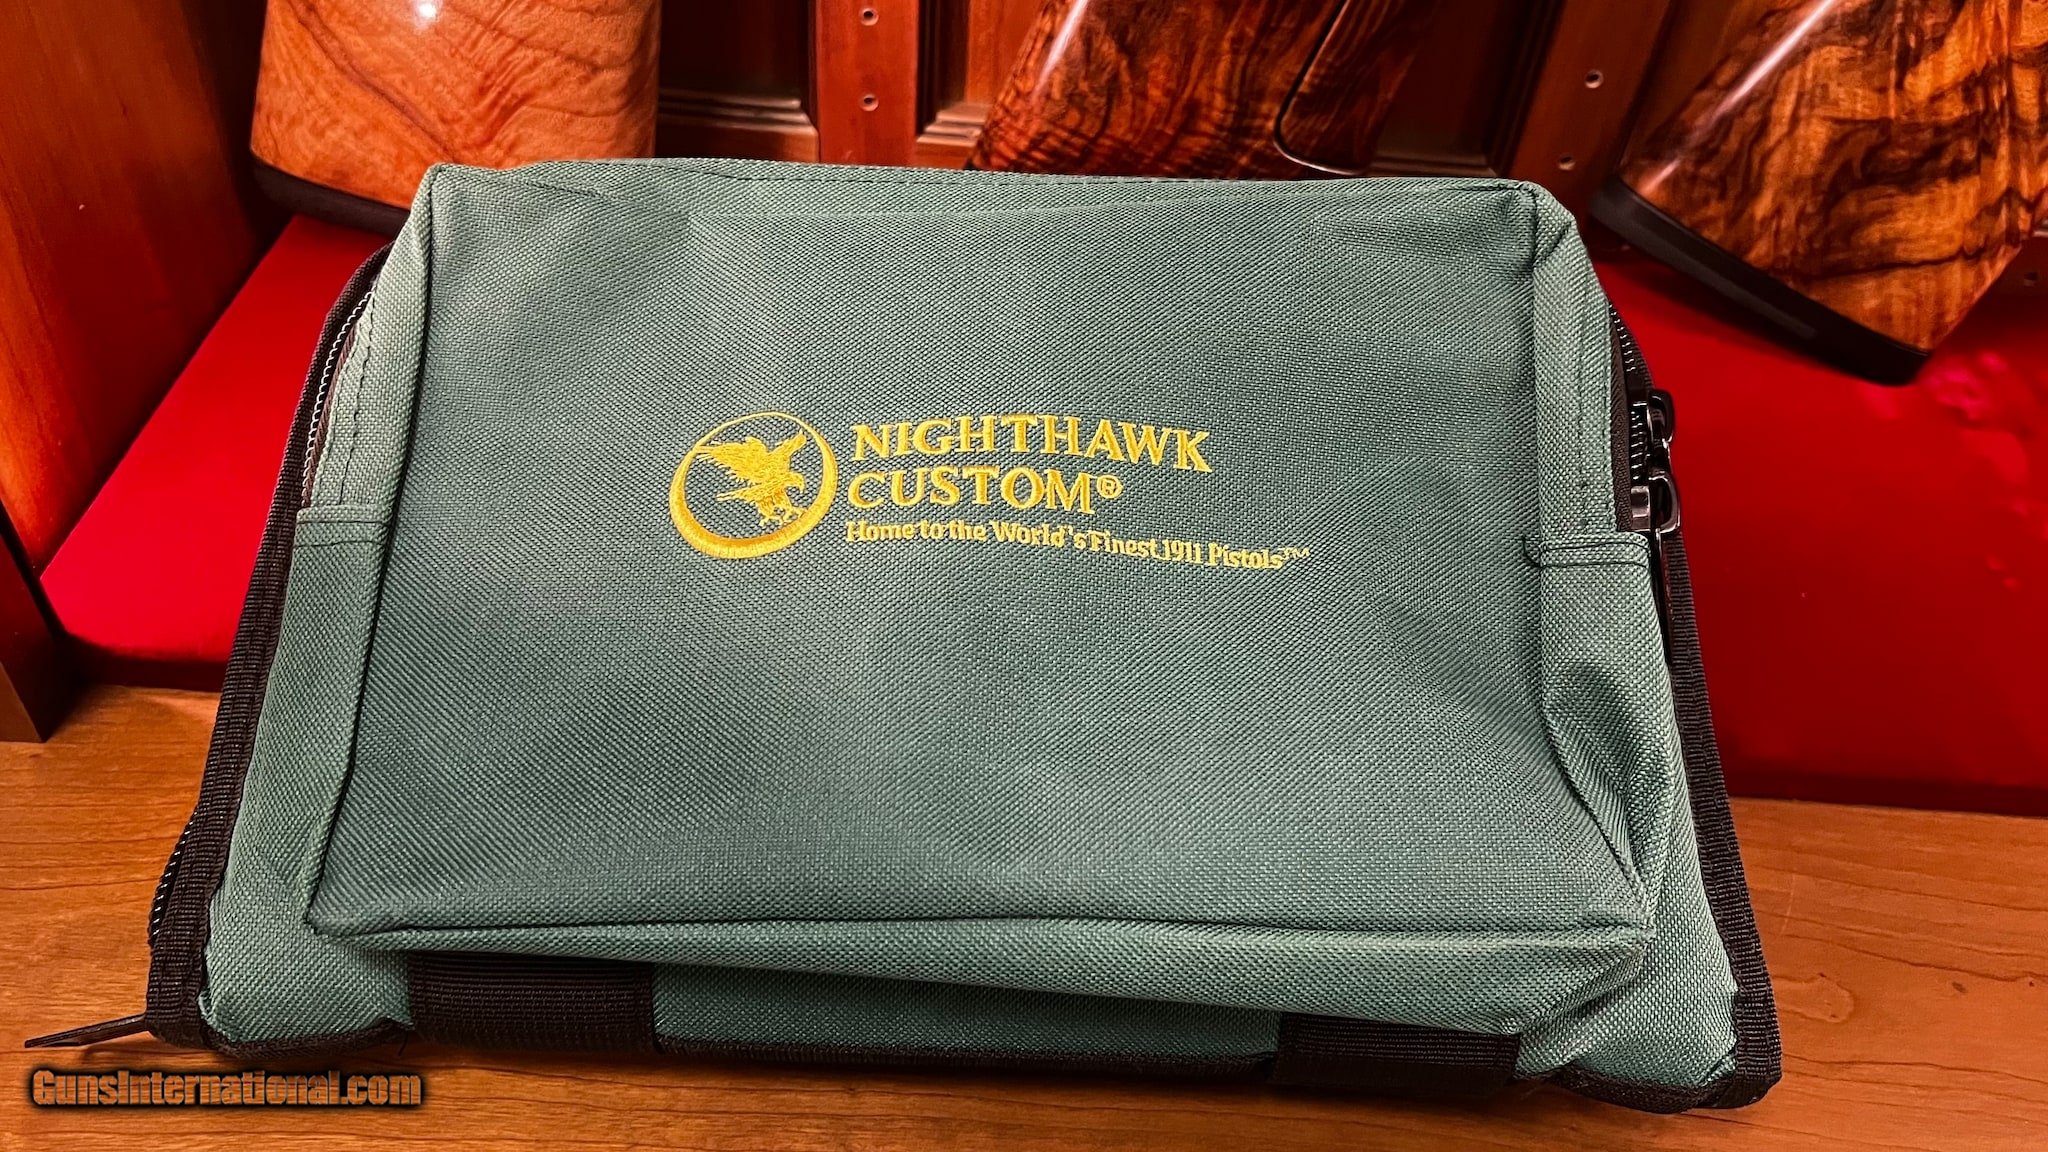 NIGHTHAWK
CUSTOM®
Home to the World's Finest 1911 Pistols™
GunsInternational.com